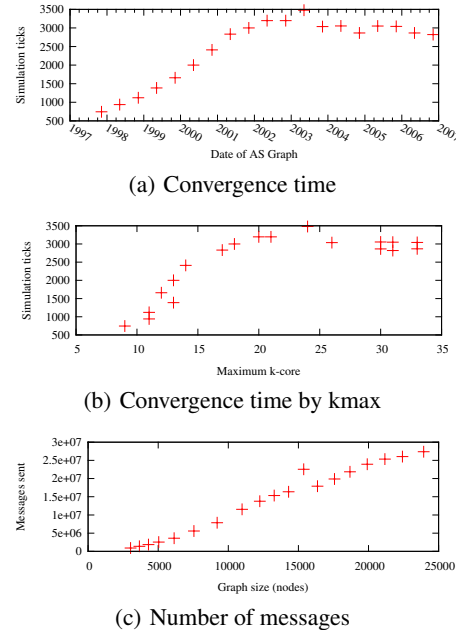 3500
3000
2500
2000
1500
1000
500
Simulation ticks
1997 1998 1999 2000 2001 2002 2003 2004 2005 2006 2007
Date of AS Graph
(a) Convergence time
3500
3000
2500
2000
1500
1000
500
Simulation ticks
5 10 15 20 25 30 35
Maximum k-core
(b) Convergence time by kmax
3e+07
2.5e+07
2e+07
1.5e+07
1e+07
5e+06
0
Messages sent
0 5000 10000 15000 20000 25000
Graph size (nodes)
(c) Number of messages